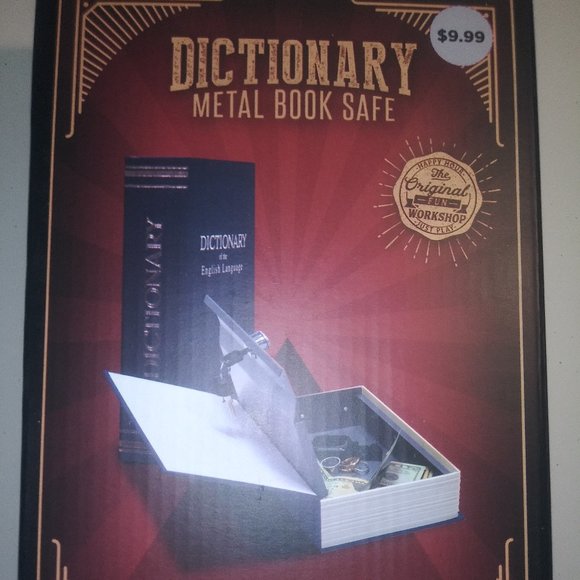 $9.99
DICTIONARY
METAL BOOK SAFE
HAPPY HOUR
The
Original
FUN
WORKSHOP
JUST PLAY
DICTIONARY
DICTIONARY
of the
English Language